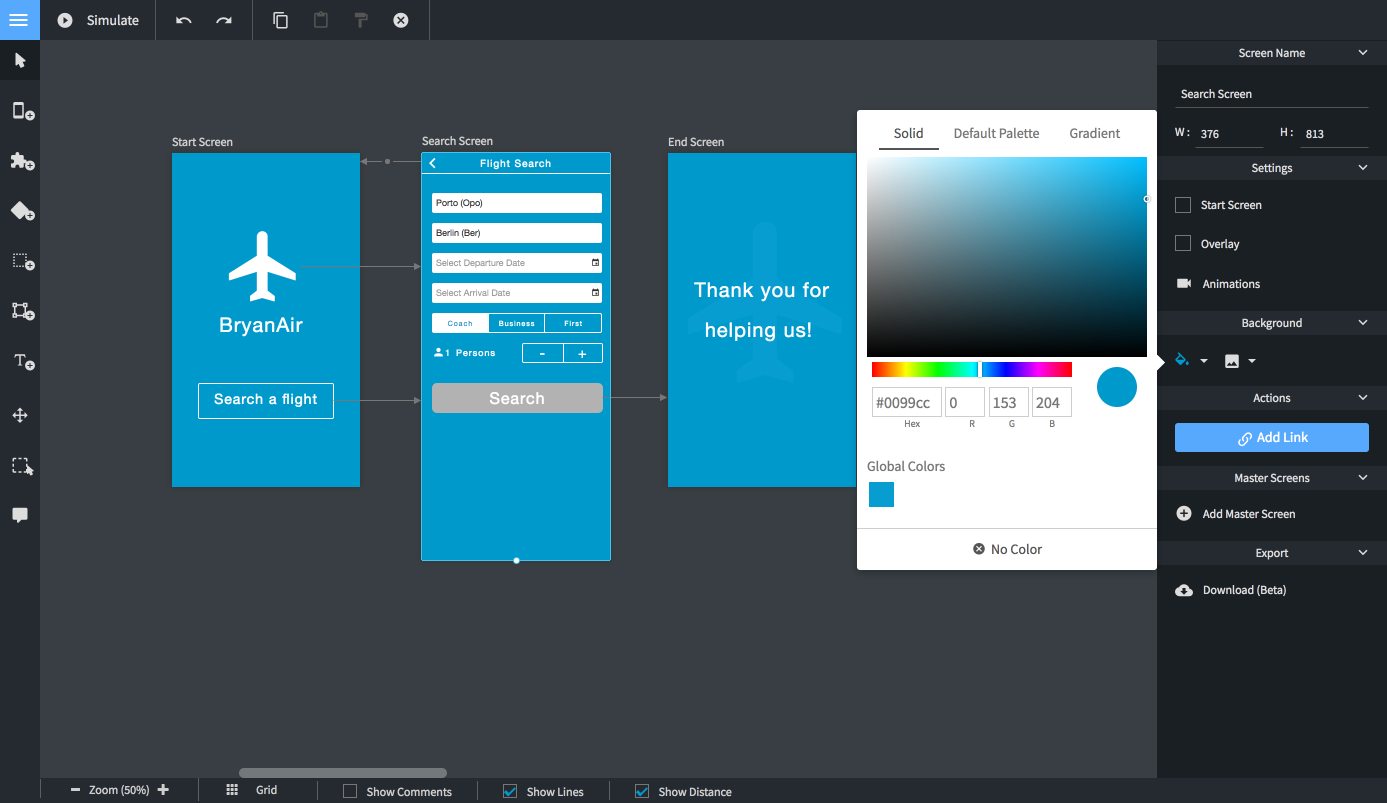 Simulate
Start Screen
BryanAir
Search a flight
Search Screen
Flight Search
Porto (Opo)
Berlin (Ber)
Select Departure Date
Select Arrival Date
Coach Business First
1 Persons - +
Search
End Screen
Thank you for
helping us!
Solid Default Palette Gradient
#0099cc 0 153 204
Hex R G B
Global Colors
No Color
Screen Name
Search Screen
W : 376 H : 813
Settings
Start Screen
Overlay
Animations
Background
Actions
Add Link
Master Screens
Add Master Screen
Export
Download (Beta)
Zoom (50%) Grid Show Comments Show Lines Show Distance
T